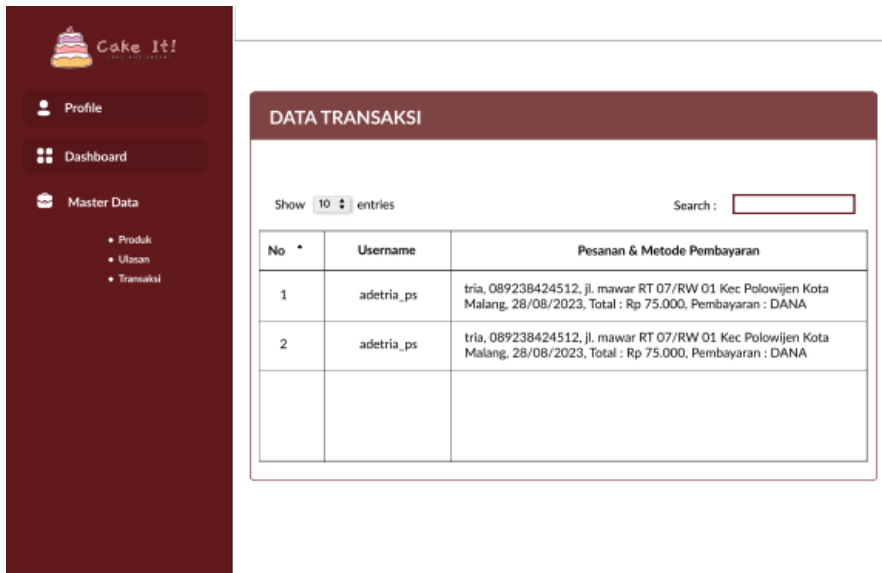 Cake It!
Profile
Dashboard
Master Data
• Produk
• Ulasan
• Transaksi
DATA TRANSAKSI
Show 10 entries
Search :
No Username Pesanan & Metode Pembayaran
1 adetria_ps tria, 089238424512, jl. mawar RT 07/RW 01 Kec Polowijen Kota
Malang, 28/08/2023, Total : Rp 75.000, Pembayaran : DANA
2 adetria_ps tria, 089238424512, jl. mawar RT 07/RW 01 Kec Polowijen Kota
Malang, 28/08/2023, Total : Rp 75.000, Pembayaran : DANA